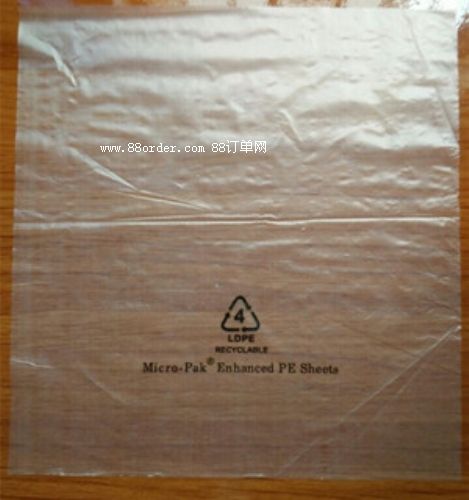 www.88order.com 88订单网
4
LDPE
RECYCLABLE
Micro-Pak® Enhanced PE Sheets